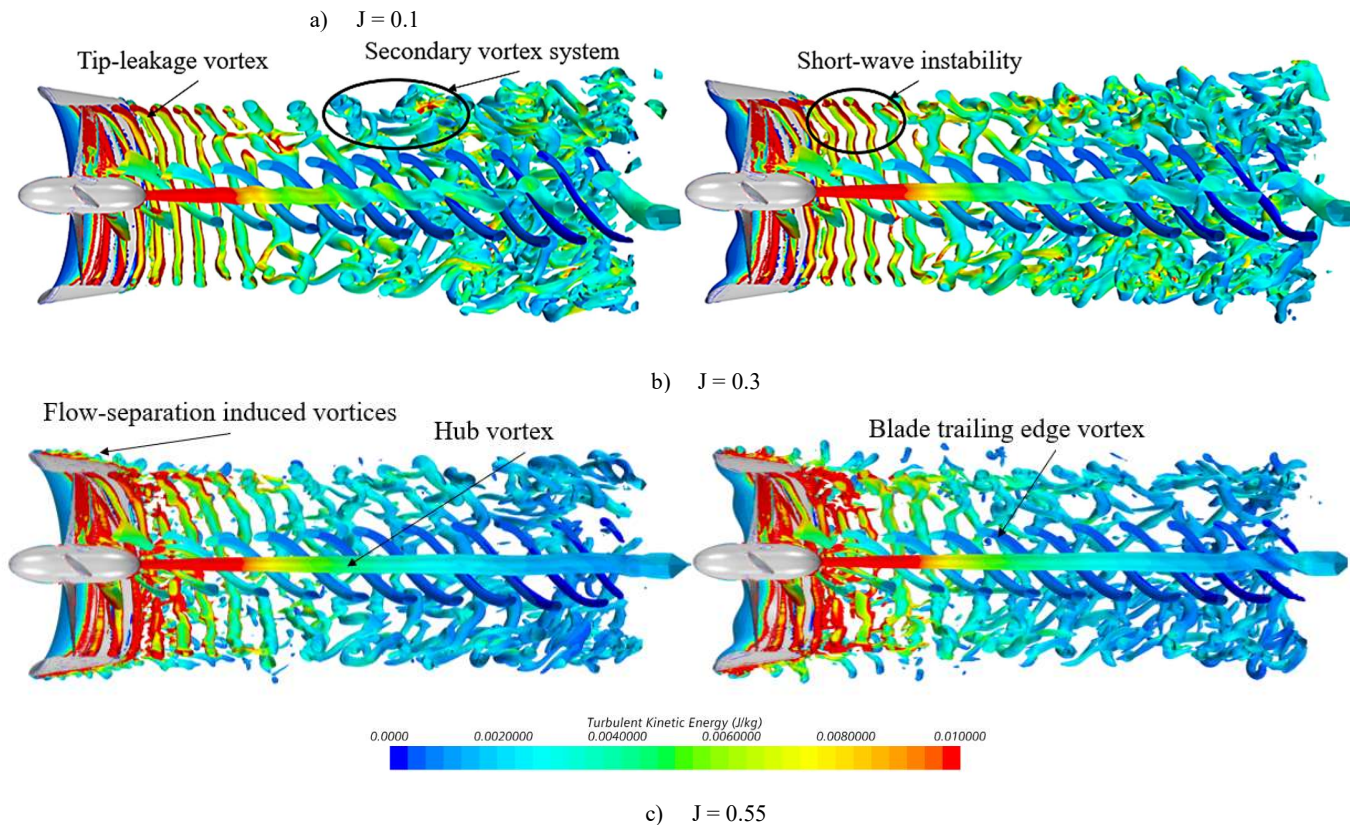 a) J = 0.1
Tip-leakage vortex
Secondary vortex system
Short-wave instability
b) J = 0.3
Flow-separation induced vortices
Hub vortex
Blade trailing edge vortex
Turbulent Kinetic Energy (J/kg)
0.0000 0.0020000 0.0040000 0.0060000 0.0080000 0.010000
c) J = 0.55